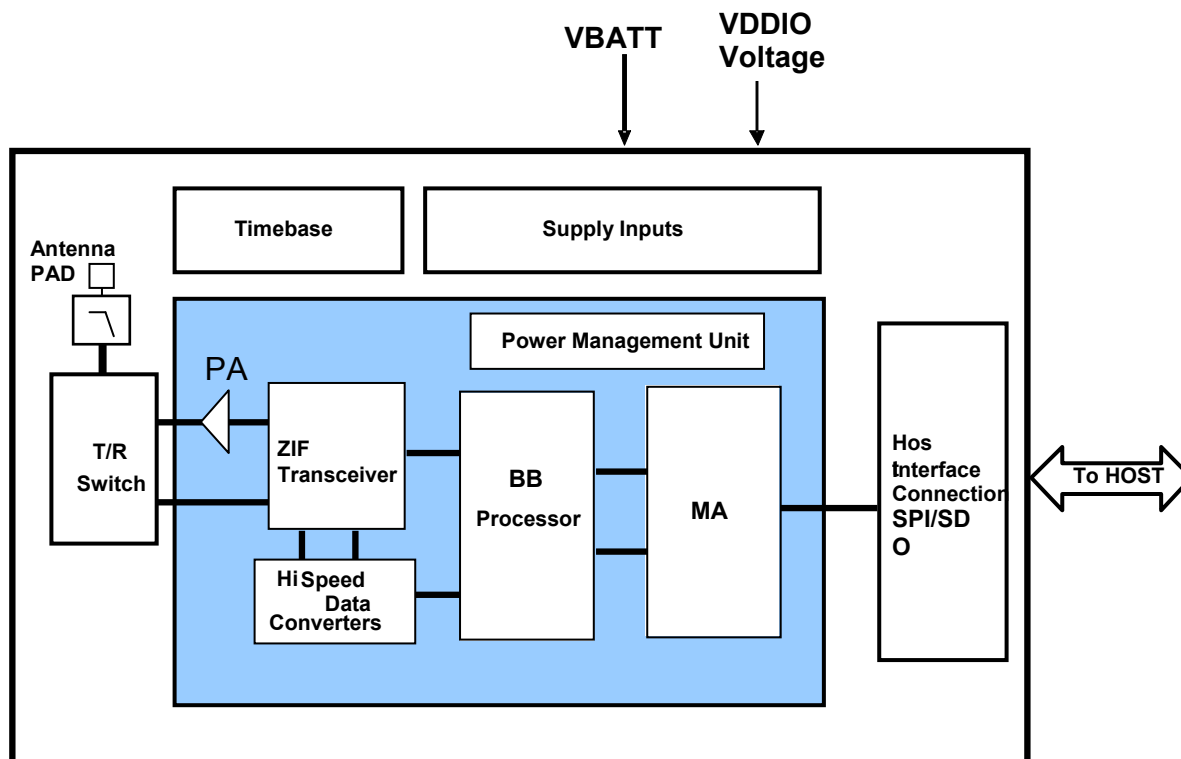 VBATT
VDDIO
Voltage
Timebase
Supply Inputs
Antenna
PAD
Power Management Unit
PA
T/R
Switch
ZIF
Transceiver
BB
Processor
MA
Hos
tnterface
Connection
SPI/SD
O
To HOST
Hi Speed
Data
Converters